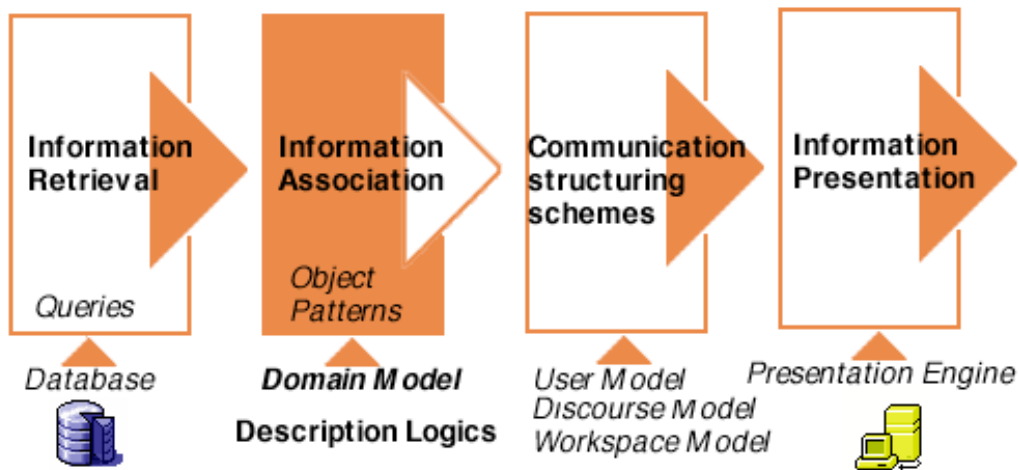 Information
Retrieval
Queries
Database
Information
Association
Object
Patterns
Domain Model
Description Logics
Communication
structuring
schemes
User Model
Discourse Model
Workspace Model
Information
Presentation
Presentation Engine